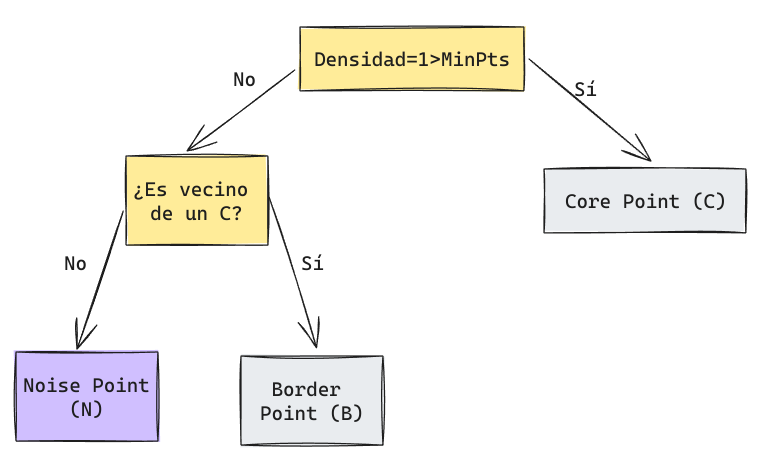 Densidad=1>MinPts
No
Sí
¿Es vecino
de un C?
Core Point (C)
No
Sí
Noise Point
(N)
Border
Point (B)